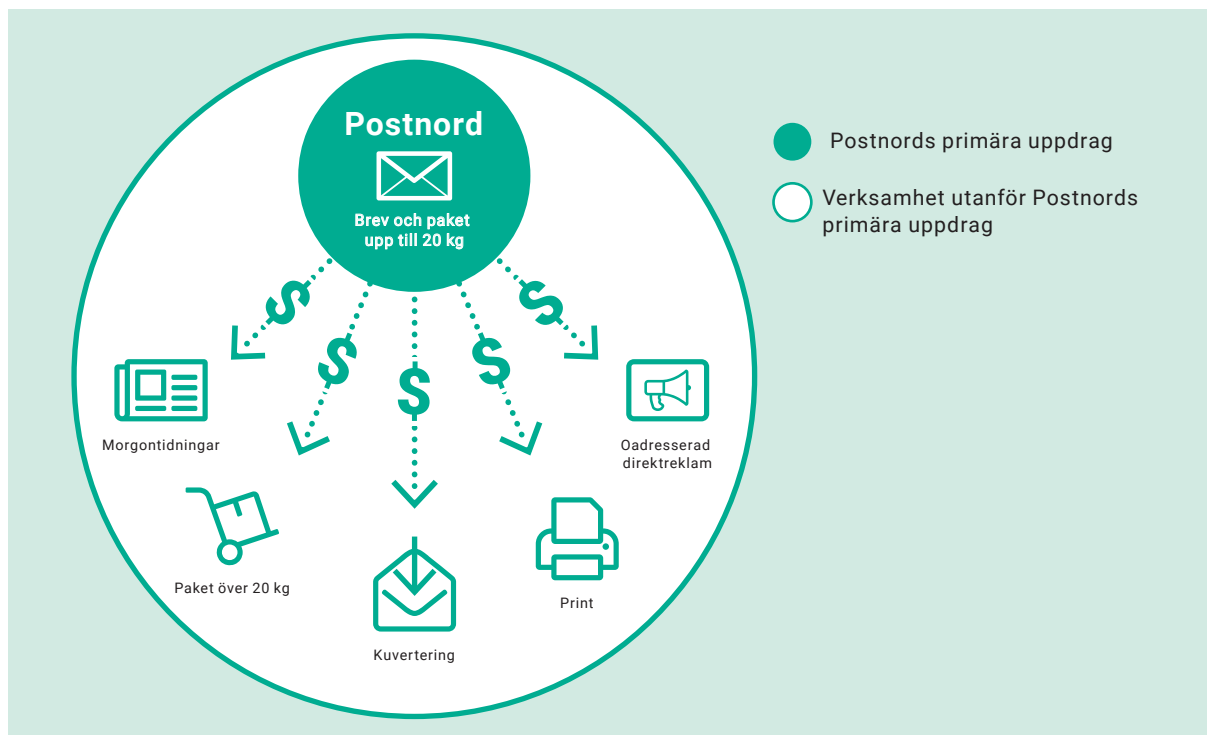 Postnord
Brev och paket
upp till 20 kg
Postnords primära uppdrag
Verksamhet utanför Postnords
primära uppdrag
$
$
$
$
$
Morgontidningar
Oadresserad
direktreklam
Paket över 20 kg
Print
Kuvertering